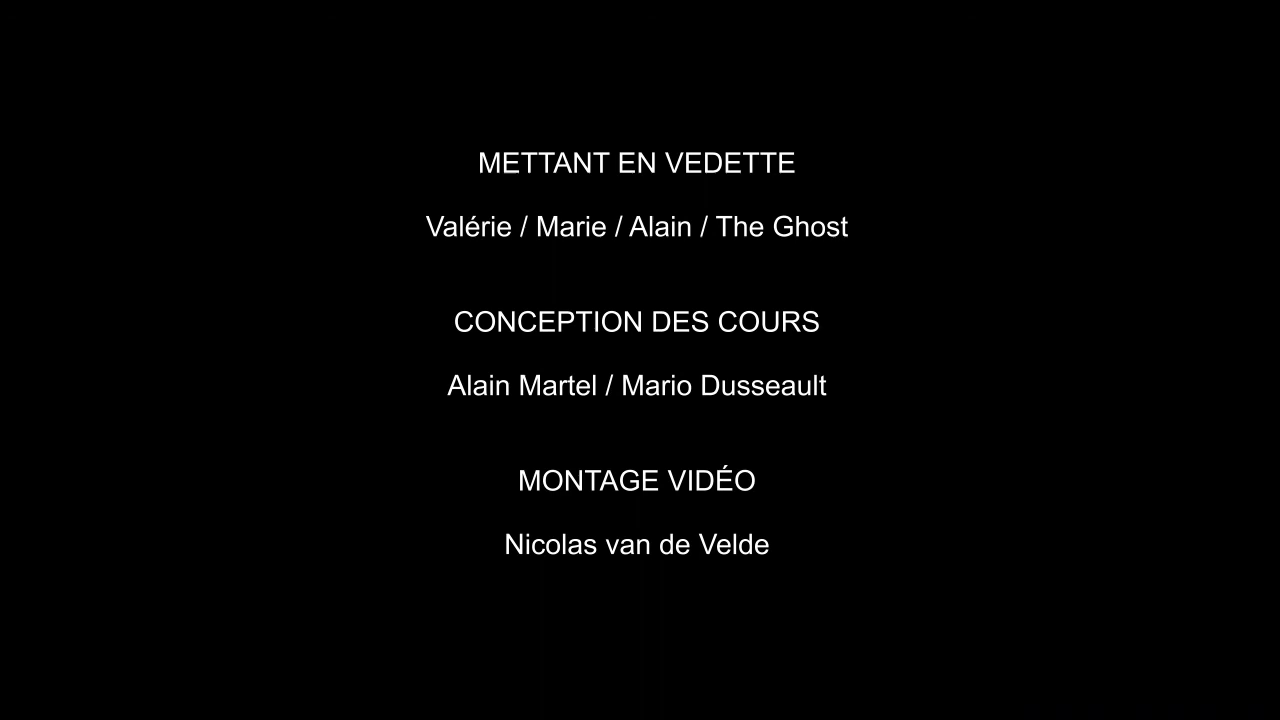 METTANT EN VEDETTE
Valérie / Marie / Alain / The Ghost
CONCEPTION DES COURS
Alain Martel / Mario Dusseault
MONTAGE VIDÉO
Nicolas van de Velde